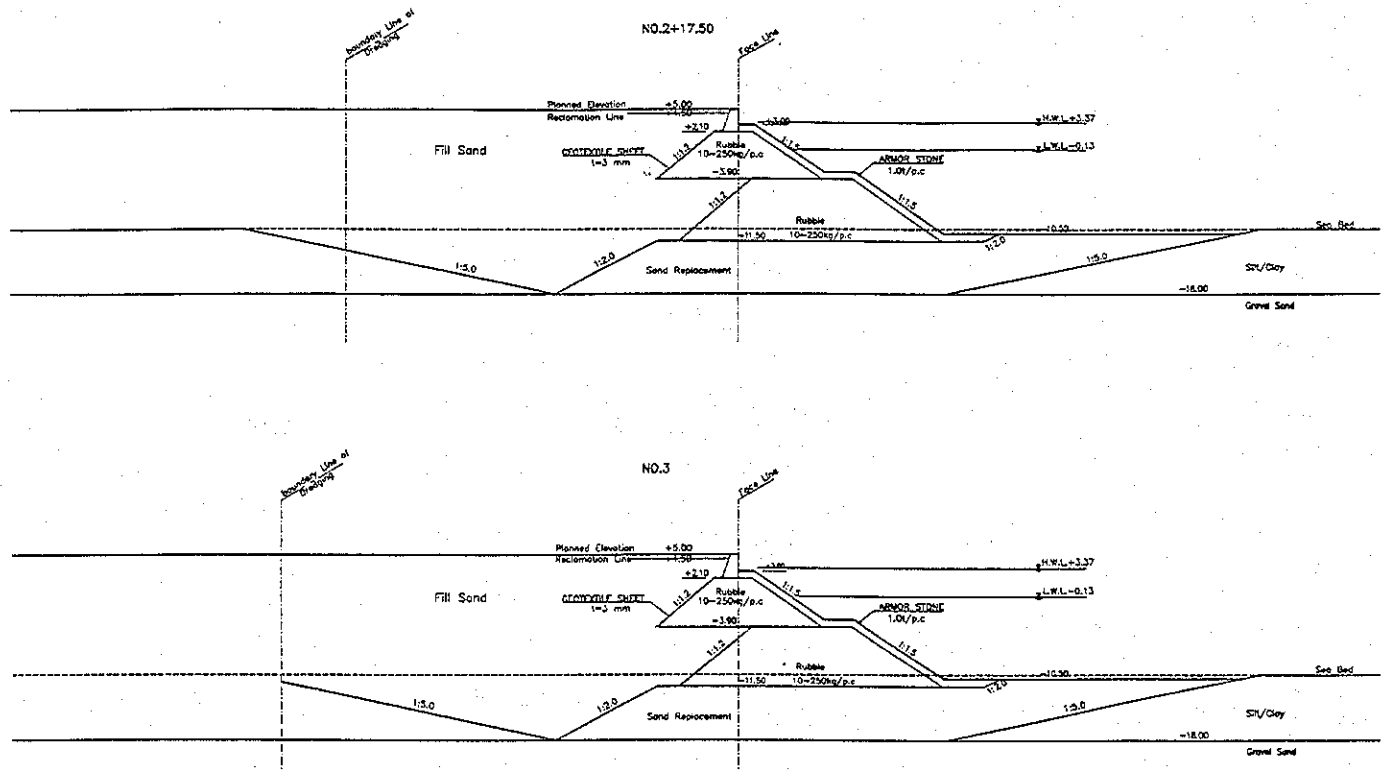 NO.2+17.50
Boundary Line of
Dredging
Face Line
Planned Elevation +5.00
Reclamation Line +4.50
+3.00
H.W.L.+3.37
+2.10
Fill Sand
Rubble
10-250kg/p.c
GEOTEXTILE SHEET
t=3 mm
1:1.2
1:1.5
L.W.L.-0.13
ARMOR STONE
1.0t/p.c
-3.90
1:1.2
1:1.5
Rubble
10-250kg/p.c
-11.50
-10.50
Sea Bed
1:5.0
1:2.0
Sand Replacement
1:2.0
1:5.0
Silt/Clay
-18.00
Gravel Sand
NO.3
Boundary Line of
Dredging
Face Line
Planned Elevation +5.00
Reclamation Line +4.50
+3.00
H.W.L.+3.37
+2.10
Fill Sand
Rubble
10-250kg/p.c
GEOTEXTILE SHEET
t=3 mm
1:1.2
1:1.5
L.W.L.-0.13
ARMOR STONE
1.0t/p.c
-3.90
1:1.2
1:1.5
Rubble
10-250kg/p.c
-11.50
-10.50
Sea Bed
1:5.0
1:2.0
Sand Replacement
1:2.0
1:5.0
Silt/Clay
-18.00
Gravel Sand